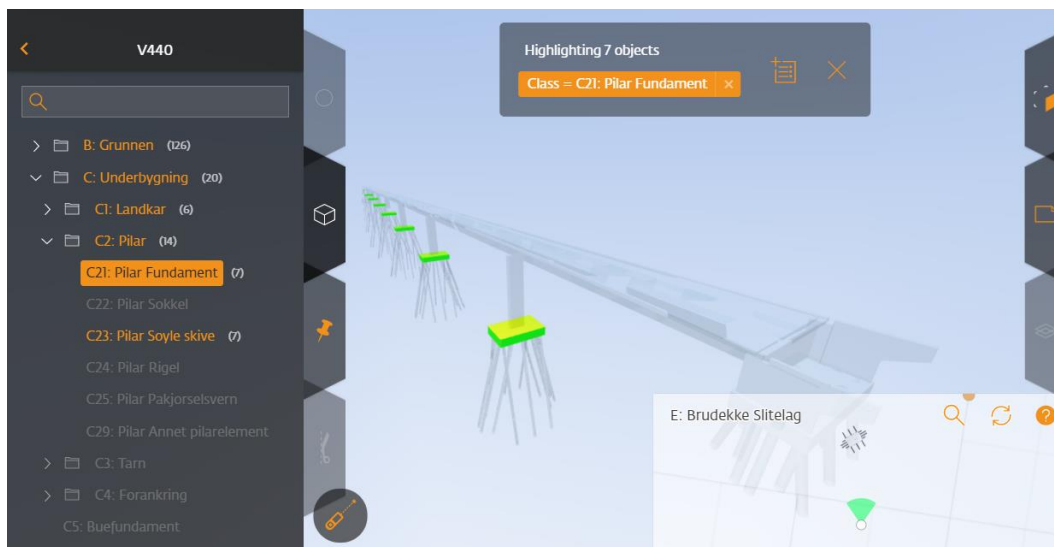 V440
B: Grunnen (126)
C: Underbygning (20)
C1: Landkar (6)
C2: Pilar (14)
C21: Pilar Fundament (7)
C22: Pilar Sokkel
C23: Pilar Soyle skive (7)
C24: Pilar Rigel
C25: Pilar Pakjorselsvern
C29: Pilar Annet pilarelement
C3: Tarn
C4: Forankring
C5: Buefundament
Highlighting 7 objects
Class = C21: Pilar Fundament ×
E: Brudekke Slitelag
?